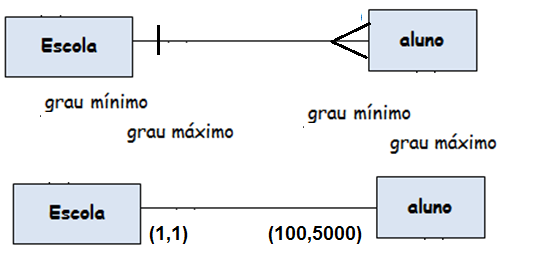 Escola
aluno
grau mínimo
grau máximo
grau mínimo
grau máximo
Escola
aluno
(1,1)
(100,5000)